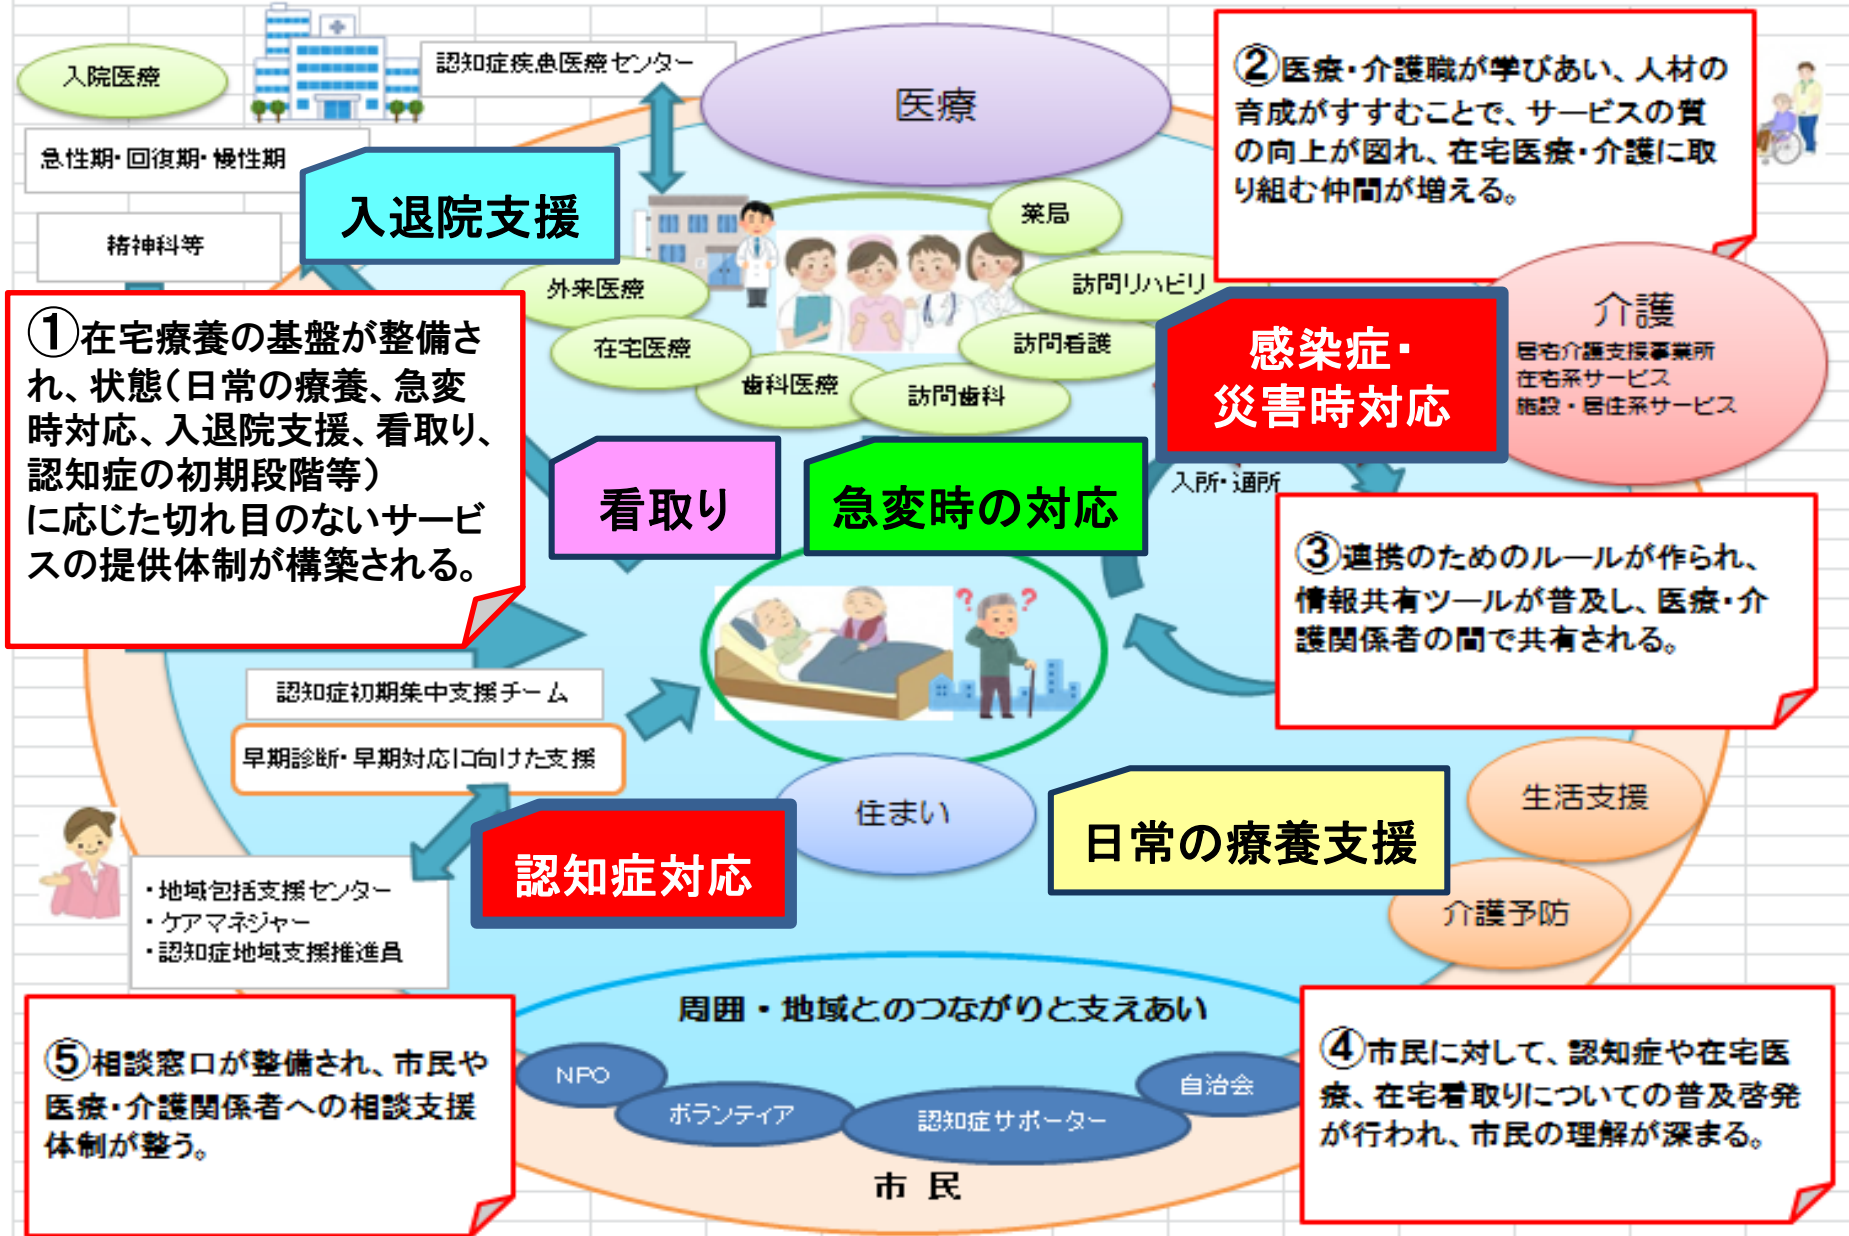 入院医療
認知症疾患医療センター
医療
急性期・回復期・慢性期
精神科等
入退院支援
②医療・介護職が学びあい、人材の
育成がすすむことで、サービスの質
の向上が図れ、在宅医療・介護に取
り組む仲間が増える。
薬局
訪問リハビリ
外来医療
在宅医療
歯科医療
訪問歯科
訪問看護
介護
居宅介護支援事業所
在宅系サービス
施設・居住系サービス
感染症・
災害時対応
入所・通所
①在宅療養の基盤が整備さ
れ、状態（日常の療養、急変
時対応、入退院支援、看取り、
認知症の初期段階等）
に応じた切れ目のないサービ
スの提供体制が構築される。
看取り
急変時の対応
③連携のためのルールが作られ、
情報共有ツールが普及し、医療・介
護関係者の間で共有される。
? ?
認知症初期集中支援チーム
早期診断・早期対応に向けた支援
住まい
日常の療養支援
生活支援
介護予防
認知症対応
・地域包括支援センター
・ケアマネジャー
・認知症地域支援推進員
周囲・地域とのつながりと支えあい
NPO
ボランティア
認知症サポーター
自治会
市 民
⑤相談窓口が整備され、市民や
医療・介護関係者への相談支援
体制が整う。
④市民に対して、認知症や在宅医
療、在宅看取りについての普及啓発
が行われ、市民の理解が深まる。